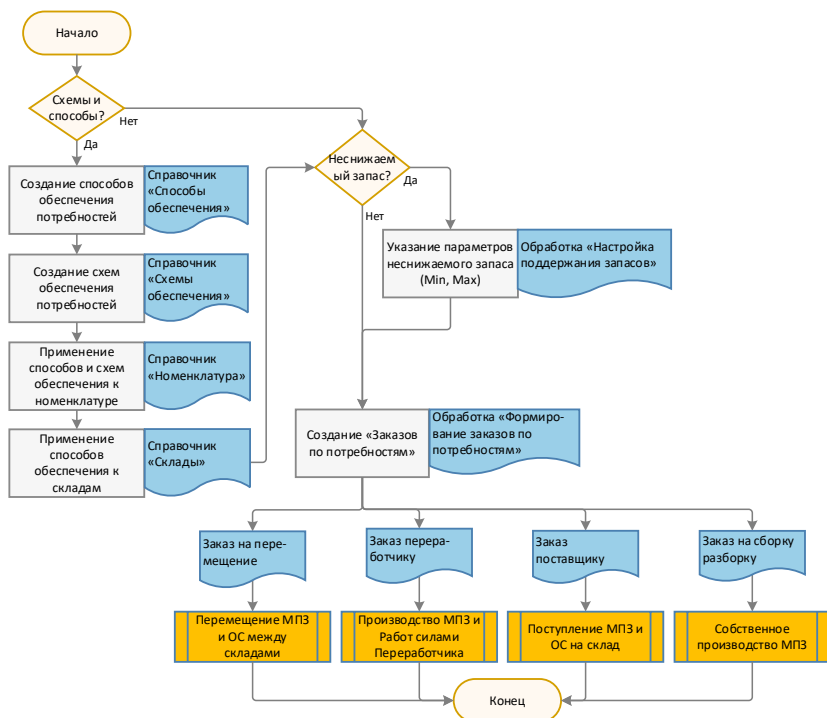 Начало
Схемы и
способы?
Нет
Да
Создание способов
обеспечения
потребностей
Справочник
«Способы
обеспечения»
Создание схем
обеспечения
потребностей
Справочник
«Схемы
обеспечения»
Применение
способов и схем
обеспечения к
номенклатуре
Справочник
«Номенклатура»
Применение
способов
обеспечения к
складам
Справочник
«Склады»
Неснижаем
ый запас?
Да
Нет
Указание параметров
неснижаемого запаса
(Min, Max)
Обработка «Настройка
поддержания запасов»
Создание «Заказов
по потребностям»
Обработка «Формиро-
вание заказов по
потребностям»
Заказ на пере-
мещение
Заказ перера-
ботчику
Заказ
поставщику
Заказ на сборку
разборку
Перемещение МПЗ
и ОС между
складами
Производство МПЗ и
Работ силами
Переработчика
Поступление МПЗ и
ОС на склад
Собственное
производство МПЗ
Конец